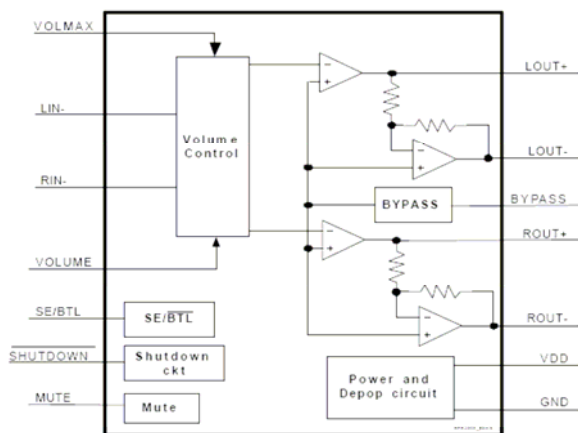 VOLMAX
LIN-
RIN-
VOLUME
SE/BTL
SHUTDOWN
MUTE
Volume
Control
SE/BTL
Shutdown
ckt
Mute
- +
- +
BYPASS
- +
- +
Power and
Depop circuit
LOUT+
LOUT-
BYPASS
ROUT+
ROUT-
VDD
GND